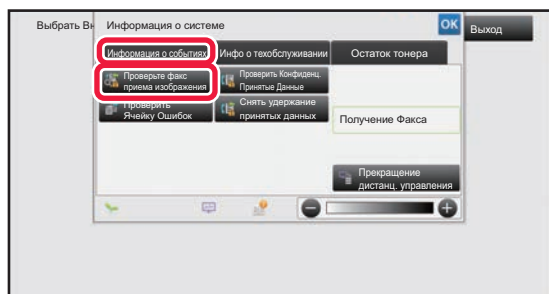 Выбрать Вн
Информация о системе
OK
Выход
Информация о событиях
Инфо о техобслуживании
Остаток тонера
Проверьте факс
приема изображения
Проверить Конфиденц.
Принятые Данные
Проверить
Ячейку Ошибок
Снять удержание
принятых данных
Получение Факса
Прекращение
дистанц. управления